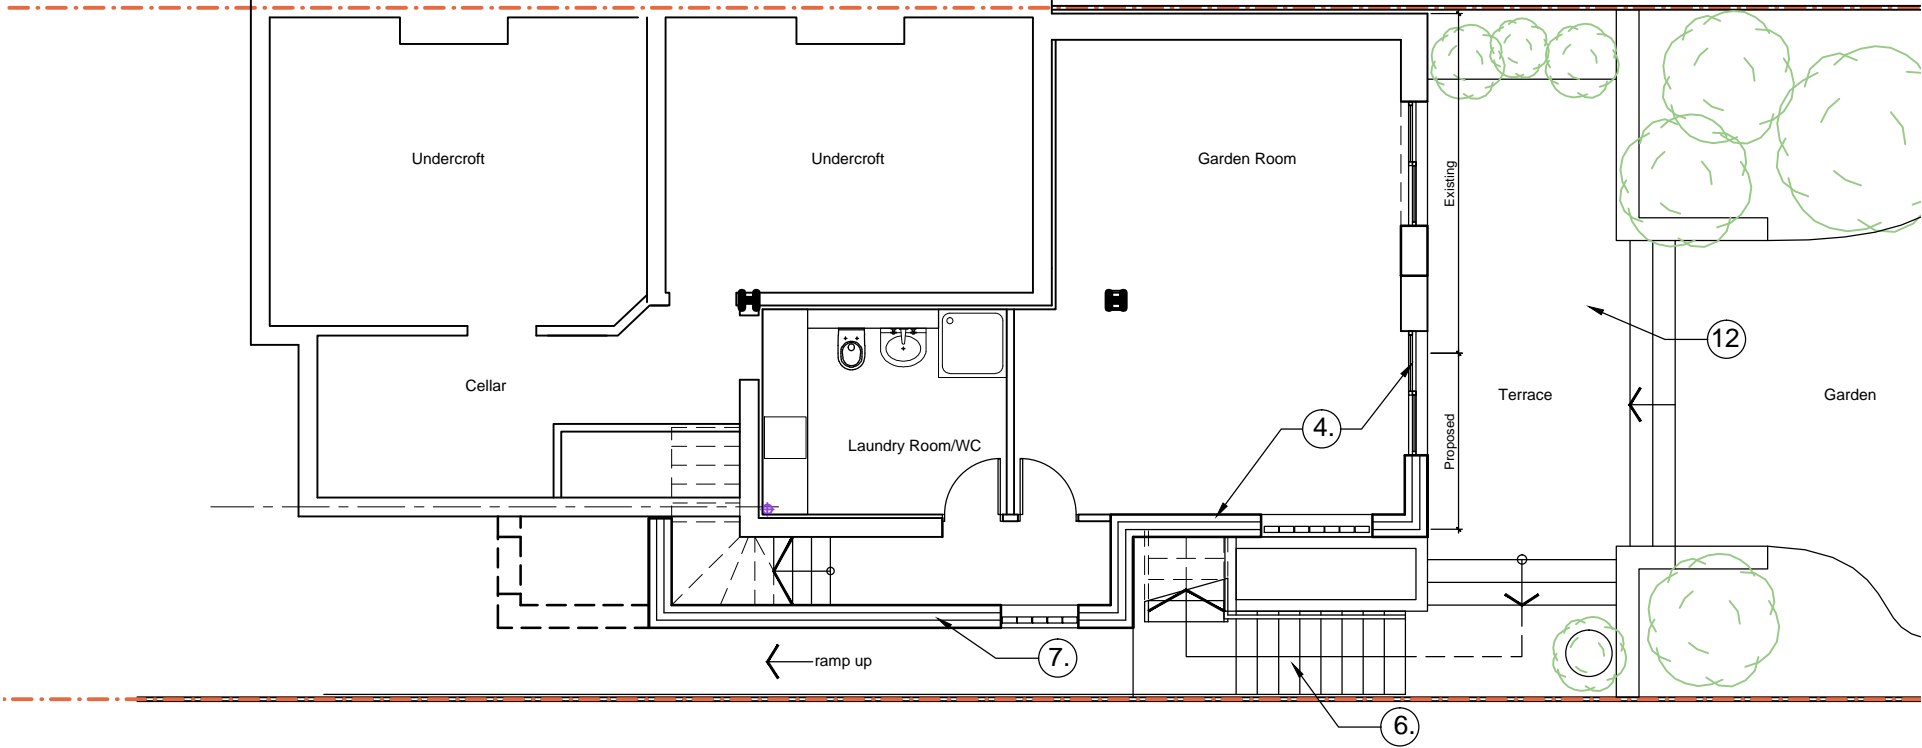 Undercroft
Undercroft
Garden Room
Existing
12
Cellar
Terrace
Garden
4.
Laundry Room/WC
Proposed
7.
ramp up
6.